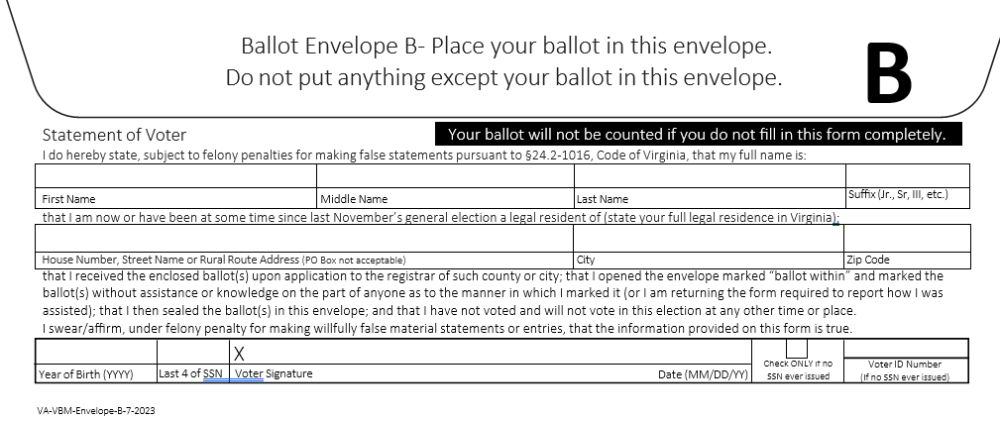 Ballot Envelope B- Place your ballot in this envelope.
Do not put anything except your ballot in this envelope.
B
Statement of Voter
Your ballot will not be counted if you do not fill in this form completely.
I do hereby state, subject to felony penalties for making false statements pursuant to §24.2-1016, Code of Virginia, that my full name is:
First Name Middle Name Last Name Suffix (Jr., Sr, III, etc.)
that I am now or have been at some time since last November's general election a legal resident of (state your full legal residence in Virginia):
House Number, Street Name or Rural Route Address (PO Box not acceptable) City Zip Code
that I received the enclosed ballot(s) upon application to the registrar of such county or city; that I opened the envelope marked "ballot within" and marked the
ballot(s) without assistance or knowledge on the part of anyone as to the manner in which I marked it (or I am returning the form required to report how I was
assisted); that I then sealed the ballot(s) in this envelope; and that I have not voted and will not vote in this election at any other time or place.
I swear/affirm, under felony penalty for making willfully false material statements or entries, that the information provided on this form is true.
X
Year of Birth (YYYY) Last 4 of SSN Voter Signature Date (MM/DD/YY)
Check ONLY if no
SSN ever issued
Voter ID Number
(If no SSN ever issued)
VA-VBM-Envelope-B-7-2023